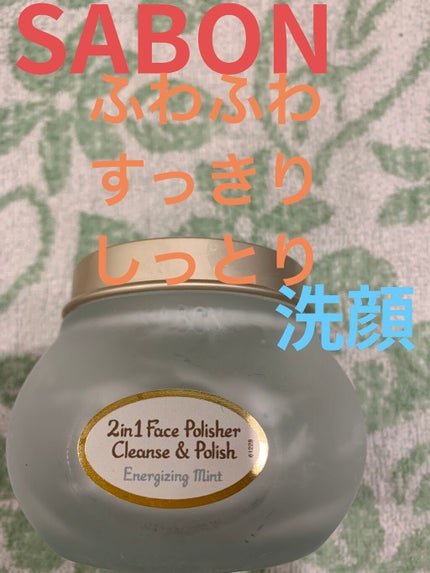 SABON
ふわふわ
すっきり
しっとり
洗顔
2in1 Face Polisher
Cleanse & Polish
Energizing Mint
61228